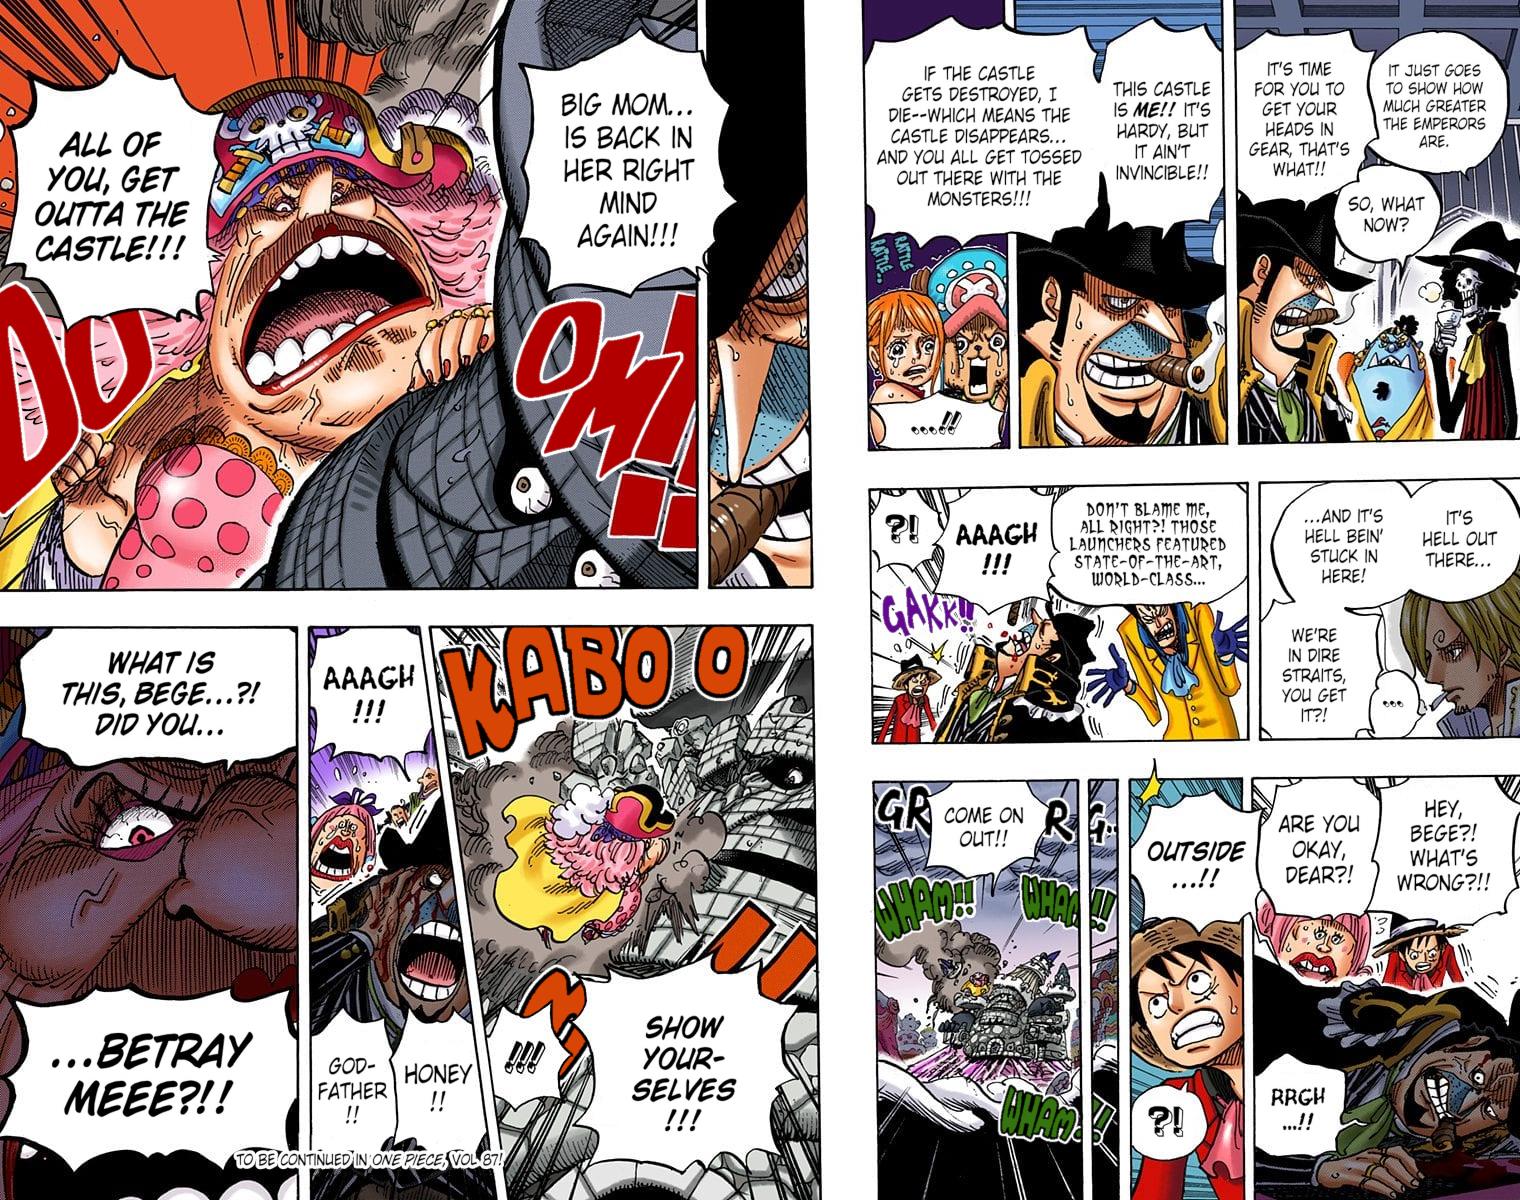 IT JUST GOES
TO SHOW HOW
MUCH GREATER
THE EMPERORS
ARE.
SO, WHAT
NOW?
IT'S TIME
FOR YOU TO
GET YOUR
HEADS IN
GEAR, THAT'S
WHAT!!
THIS CASTLE
IS ME!! IT'S
HARDY, BUT
IT AIN'T
INVINCIBLE!!
IF THE CASTLE
GETS DESTROYED, I
DIE--WHICH MEANS THE
CASTLE DISAPPEARS...
AND YOU ALL GET TOSSED
OUT THERE WITH THE
MONSTERS!!!
RATTLE
RATTLE...
...!!
IT'S
HELL OUT
THERE...
...AND IT'S
HELL BEIN'
STUCK IN
HERE!
WE'RE
IN DIRE
STRAITS,
YOU GET
IT?!
...
DON'T BLAME ME,
ALL RIGHT?! THOSE
LAUNCHERS FEATURED
STATE-OF-THE-ART,
WORLD-CLASS...
AAAGH
!!!
?!
GAKK!!
HEY,
BEGE?!
WHAT'S
WRONG?!!
ARE YOU
OKAY,
DEAR?!
RRGH
...!!
OUTSIDE
...!!
?!
COME ON
OUT!!
GR
R
G..
WHAM!!
WHAM!!
WHAM!!
BIG MOM...
IS BACK IN
HER RIGHT
MIND
AGAIN!!!
ALL OF
YOU, GET
OUTTA THE
CASTLE!!!
DOOM!!
KABOOM!!
SHOW
YOUR-
SELVES
!!!
!!!
AAAGH
!!!
HONEY
!!
GOD-
FATHER
!!
WHAT IS
THIS, BEGE...?!
DID YOU...
...BETRAY
MEEE?!!
TO BE CONTINUED IN ONE PIECE, VOL 87!